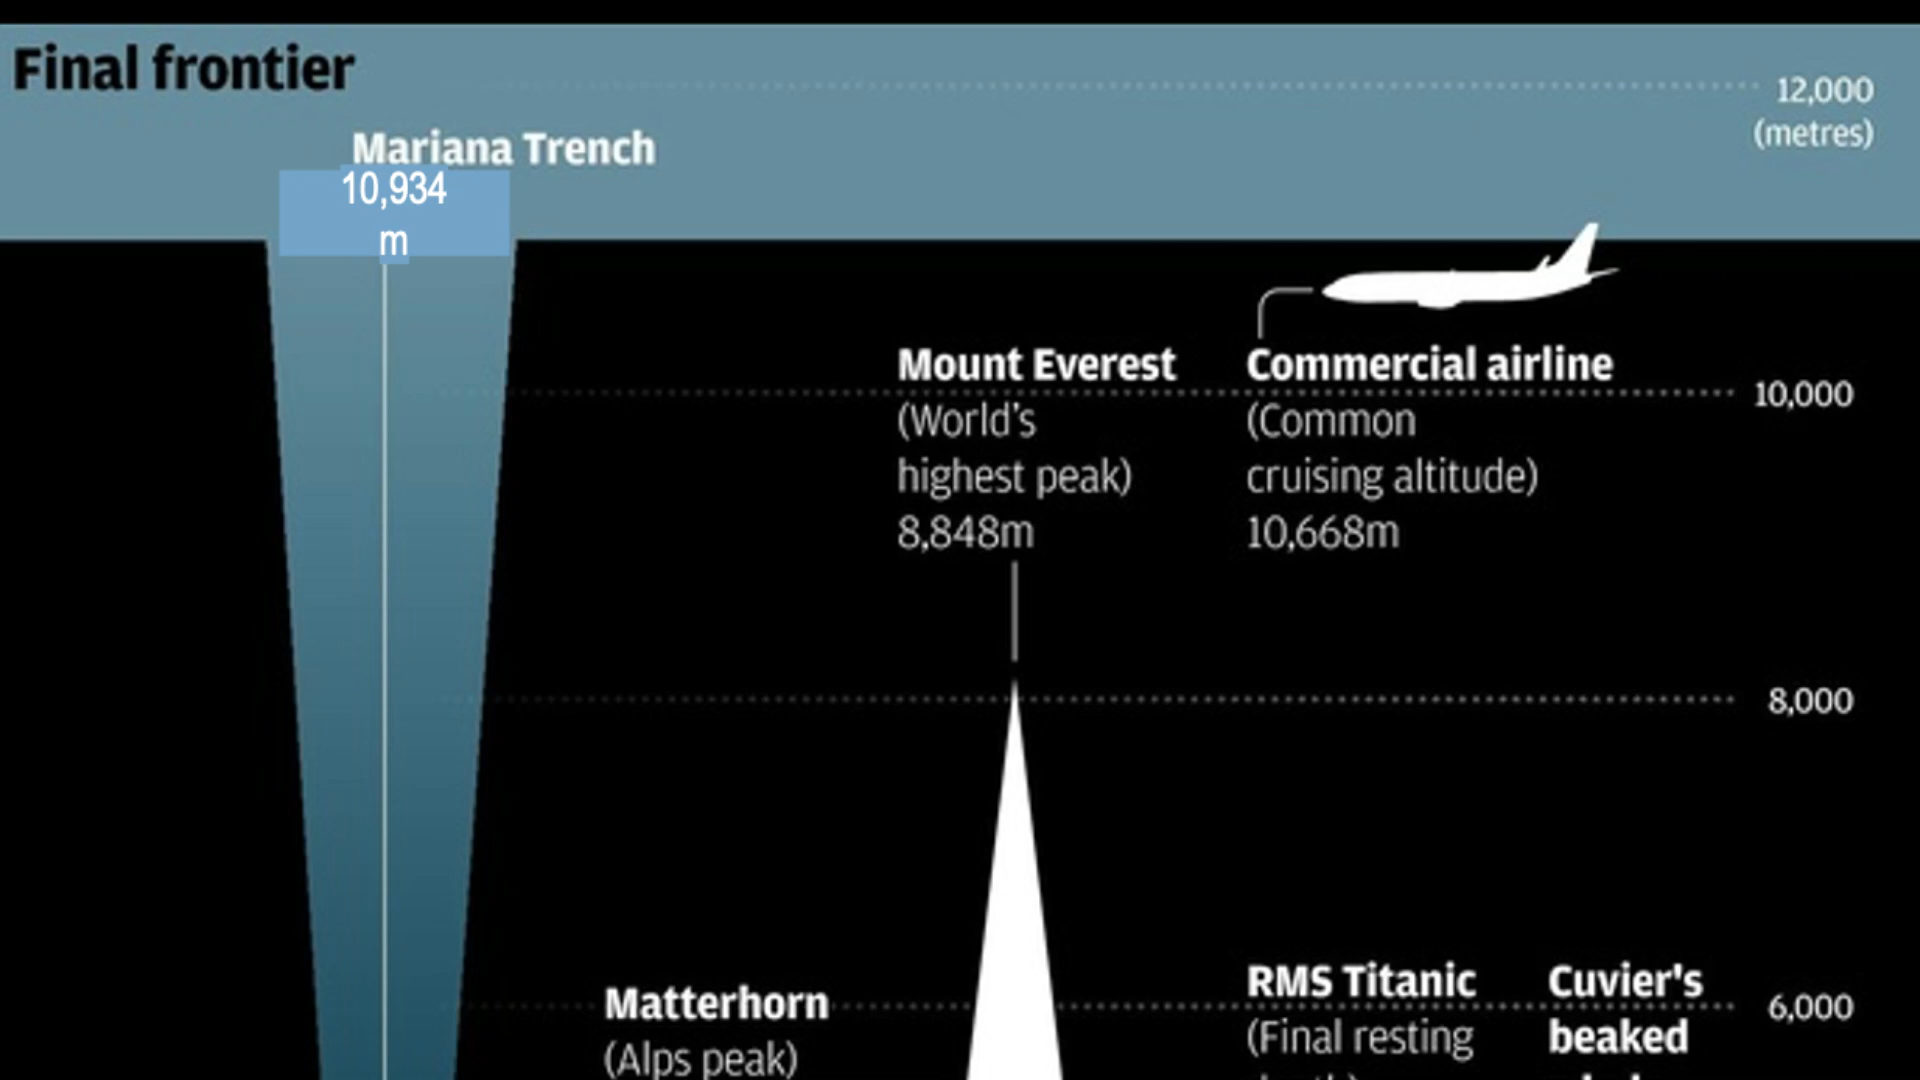 Final frontier
12,000
(metres)
Mariana Trench
10,934
m
Mount Everest
(World's
highest peak)
8,848m
Commercial airline
(Common
cruising altitude)
10,668m
10,000
8,000
Matterhorn
(Alps peak)
RMS Titanic
(Final resting
Cuvier's
beaked
6,000